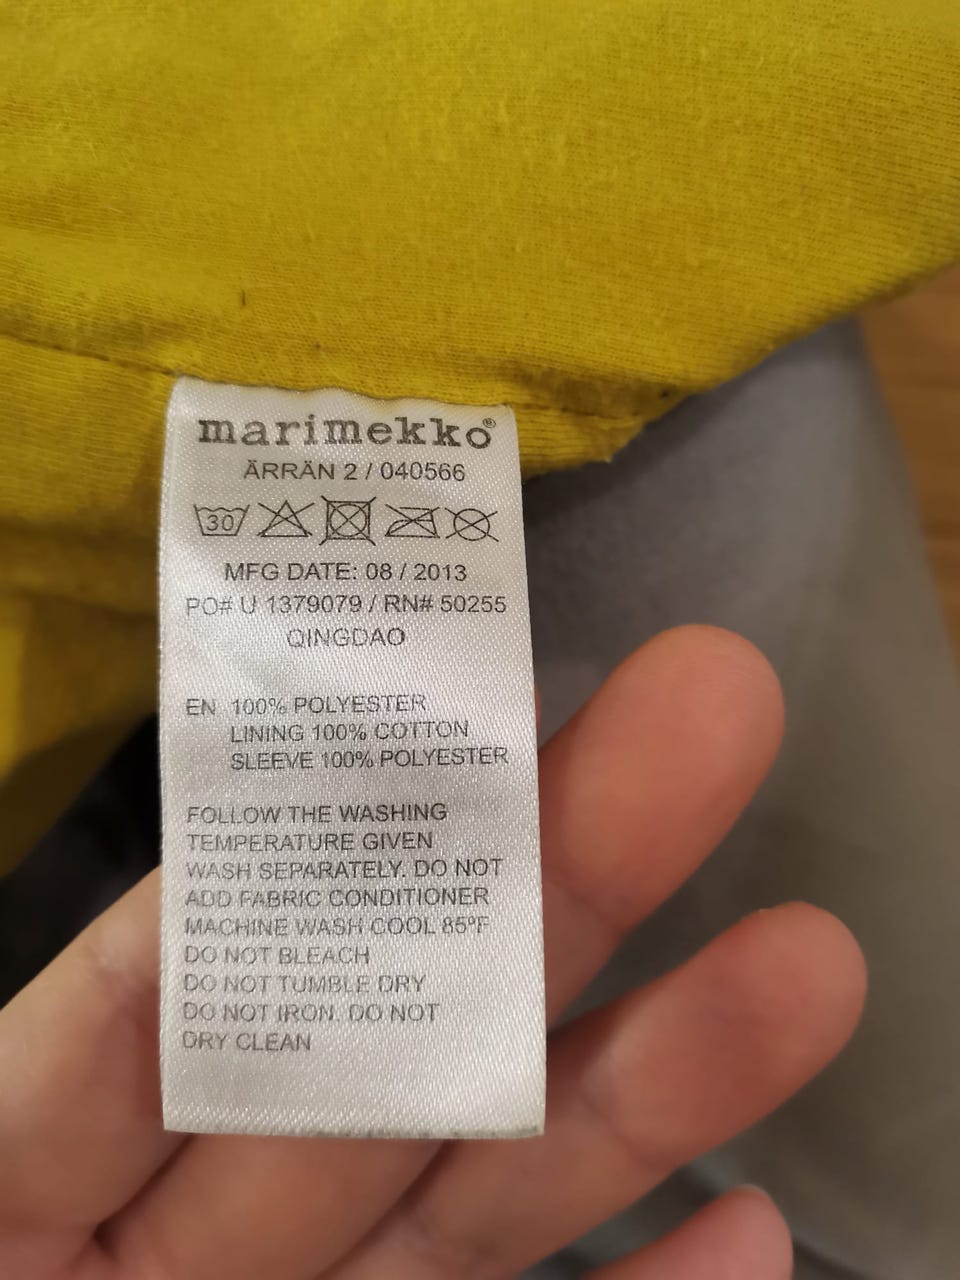 marimekko®
ÄRRÄN 2 / 040566
30
MFG DATE: 08 / 2013
PO# U 1379079 / RN# 50255
QINGDAO
EN 100% POLYESTER
LINING 100% COTTON
SLEEVE 100% POLYESTER
FOLLOW THE WASHING
TEMPERATURE GIVEN
WASH SEPARATELY. DO NOT
ADD FABRIC CONDITIONER
MACHINE WASH COOL 85°F
DO NOT BLEACH
DO NOT TUMBLE DRY
DO NOT IRON. DO NOT
DRY CLEAN